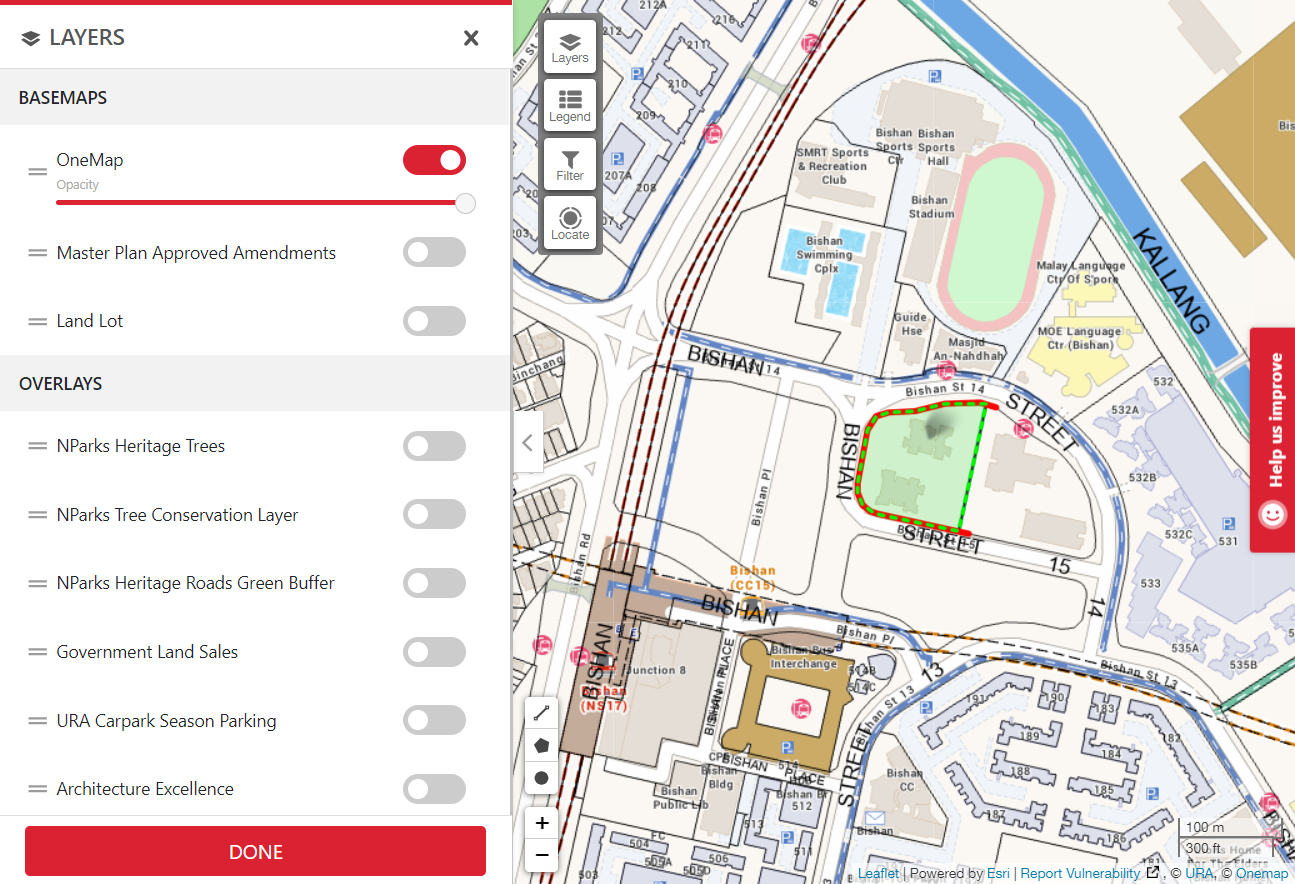 LAYERS
BASEMAPS
OneMap
Opacity
Master Plan Approved Amendments
Land Lot
OVERLAYS
NParks Heritage Trees
NParks Tree Conservation Layer
NParks Heritage Roads Green Buffer
Government Land Sales
URA Carpark Season Parking
Architecture Excellence
DONE
Layers
Legend
Filter
Locate
Help us improve
212A
212
216
211
210
209
207A
208
Bishan
Sports
Ctr
Bishan
Sports
Hall
SMRT Sports
& Recreation
Club
Bishan
Stadium
Bishan
Swimming
Cplx
Malay Language
Ctr Of S'pore
KALLANG
Guide
Hse
MOE Language
Ctr (Bishan)
Masjid
An-Nahdhah
BISHAN
Bishan St 14
STREET
532
532A
532B
532C
531
533
535A
535B
BISHAN
STREET
15
14
Bishan Pl
Bishan Rd
Bishan
(CC15)
BISHAN
Bishan Pl
13
Bishan St 13
BISHAN
Bishan
(NS17)
Junction 8
PLACE
Bishan Bus
Interchange
514B
514C
Bishan St 13
STREET
BISHAN PLACE
Bishan
Bldg
Bishan
Public Lib
512
513
511
FC
504
505A
506
503
Bishan
CC
Bishan
191
190
183
182
189
184
188
185
187
186
181
100 m
300 ft
Leaflet | Powered by Esri | Report Vulnerability , © URA, © Onemap